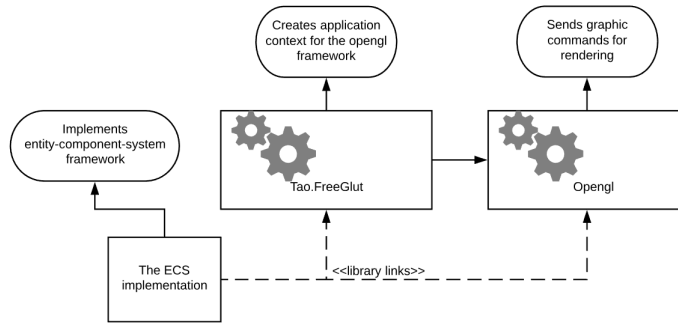 Creates application
context for the opengl
framework
Sends graphic
commands for
rendering
Implements
entity-component-system
framework
Tao.FreeGlut
Opengl
The ECS
implementation
<<library links>>